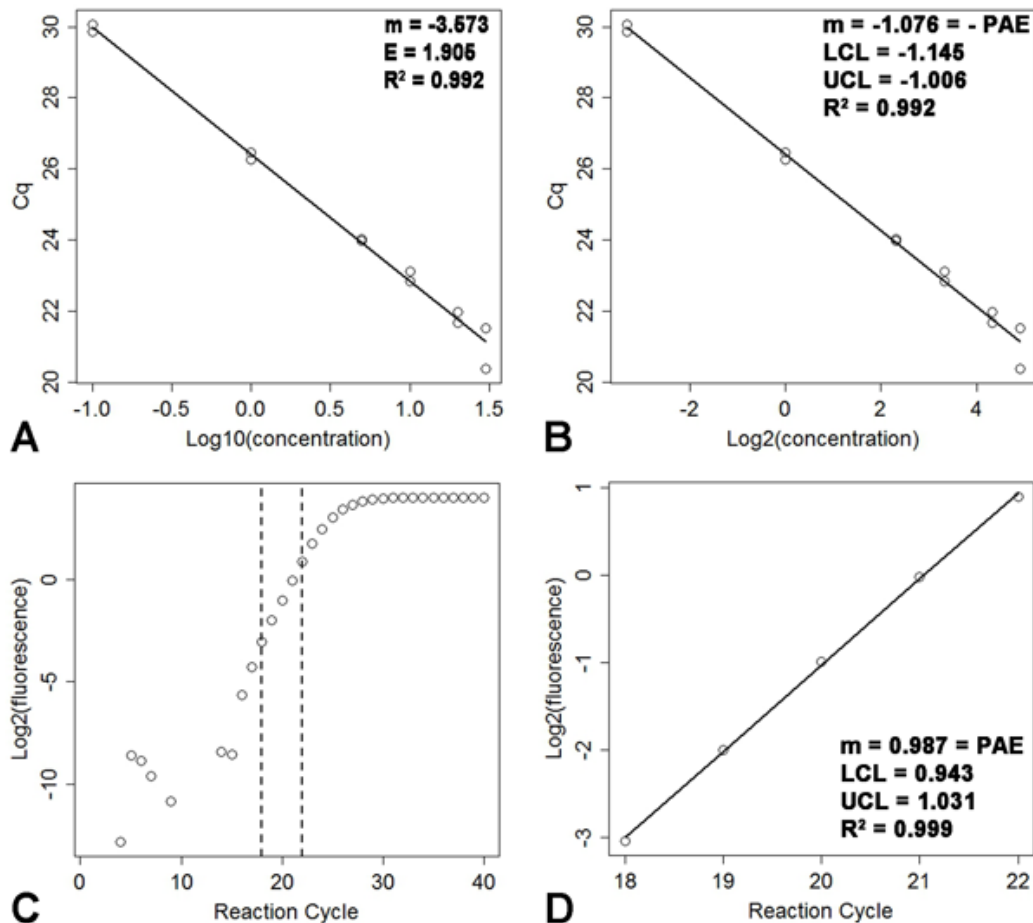 m = -3.573
E = 1.905
R² = 0.992
30
28
26
24
22
20
Cq
-1.0 -0.5 0.0 0.5 1.0 1.5
Log10(concentration)
A
m = -1.076 = - PAE
LCL = -1.145
UCL = -1.006
R² = 0.992
30
28
26
24
22
20
Cq
-2 0 2 4
Log2(concentration)
B
0
-5
-10
Log2(fluorescence)
0 10 20 30 40
Reaction Cycle
C
1
0
-1
-2
-3
Log2(fluorescence)
m = 0.987 = PAE
LCL = 0.943
UCL = 1.031
R² = 0.999
18 19 20 21 22
Reaction Cycle
D